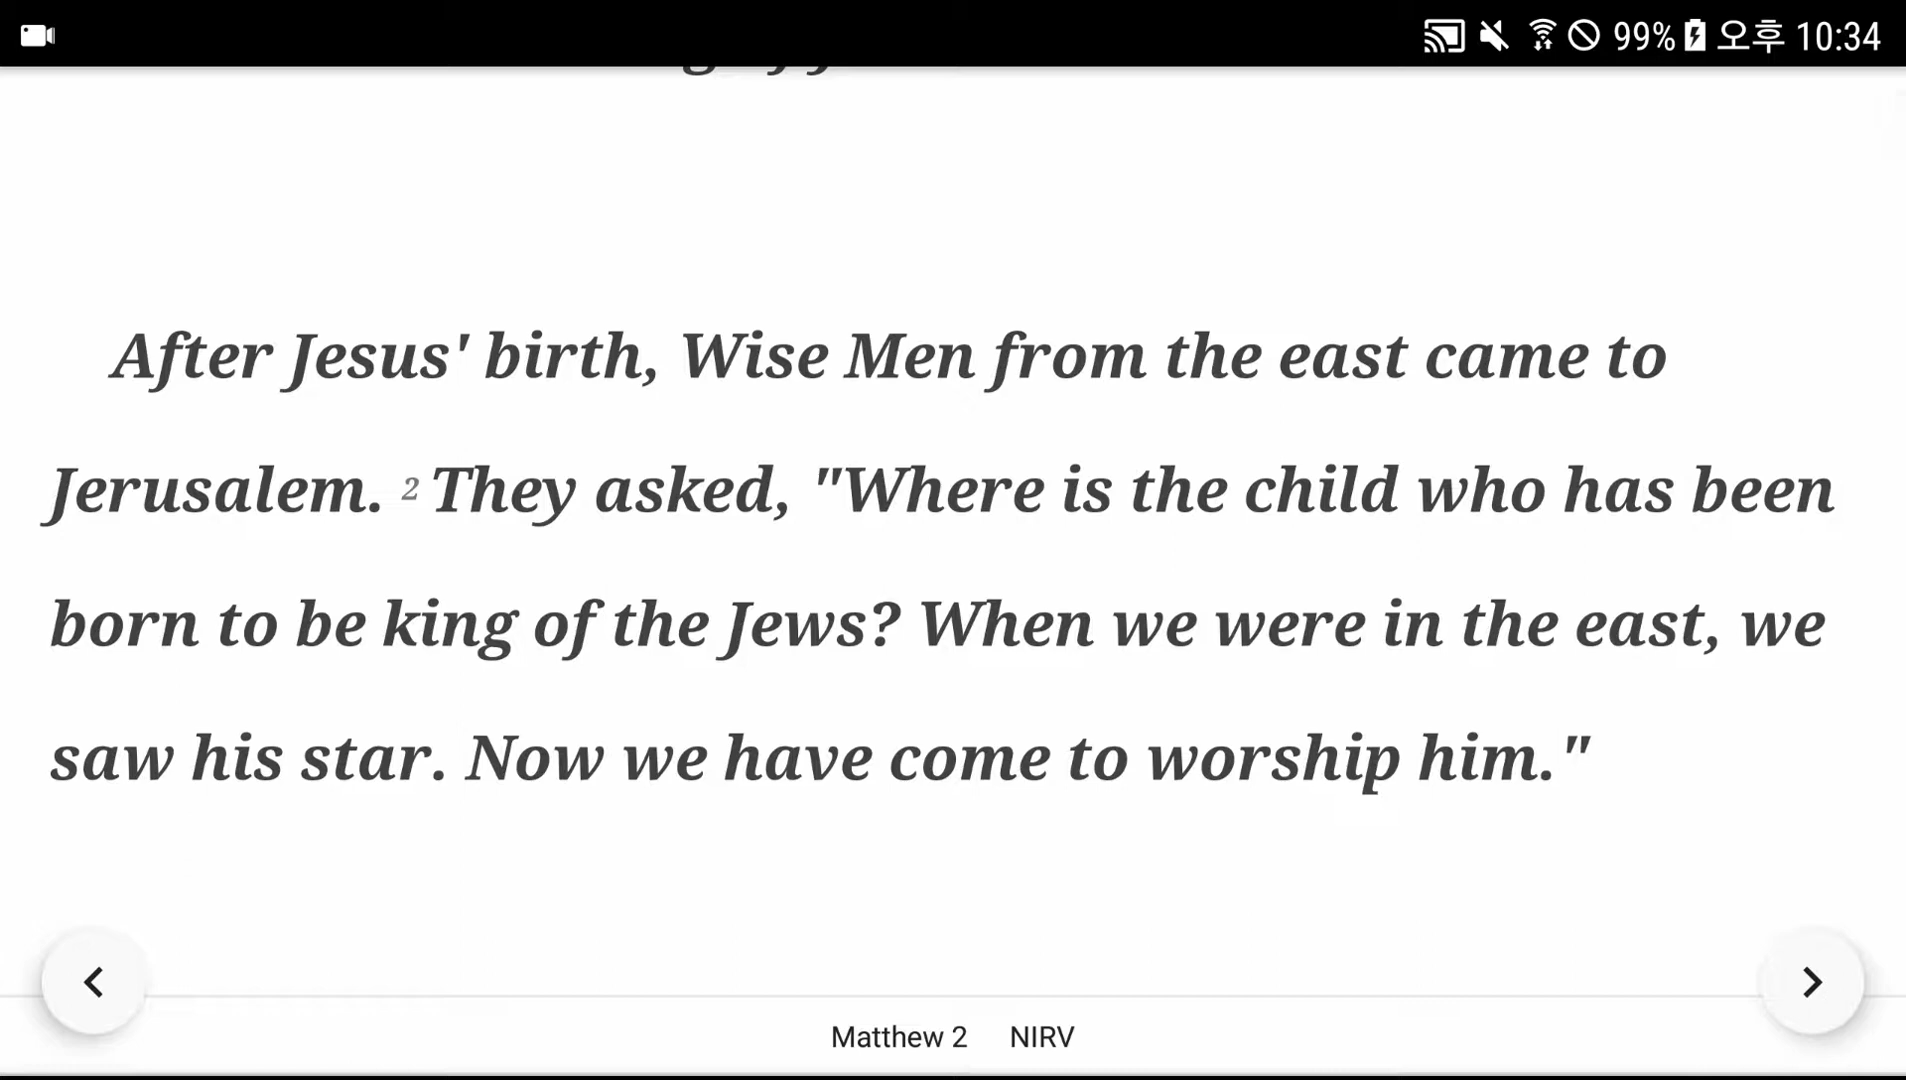 99% 오후 10:34
After Jesus' birth, Wise Men from the east came to
Jerusalem. 2 They asked, "Where is the child who has been
born to be king of the Jews? When we were in the east, we
saw his star. Now we have come to worship him."
Matthew 2 NIRV